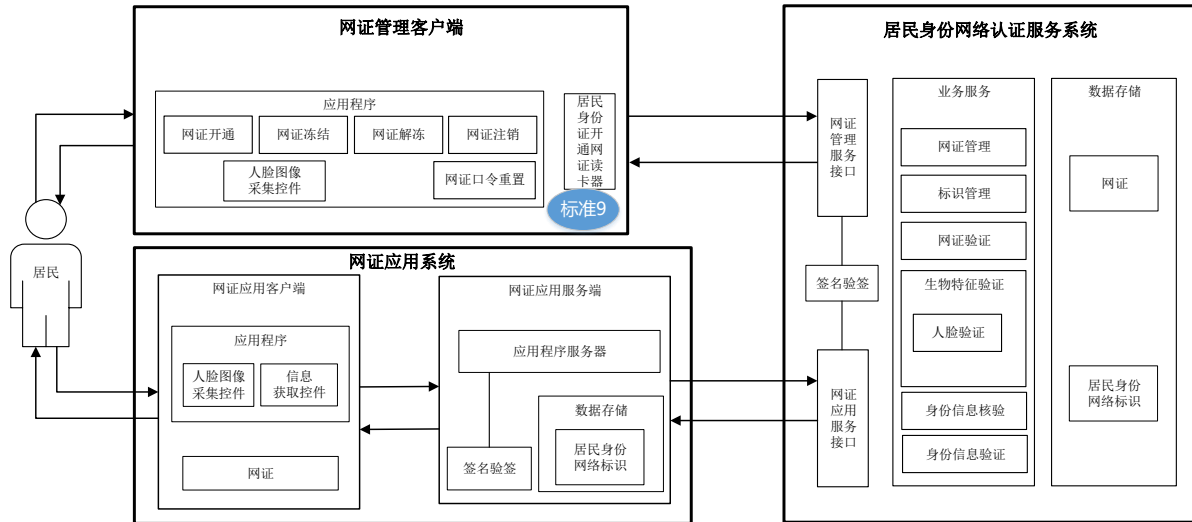 网证管理客户端
应用程序
网证开通
网证冻结
网证解冻
网证注销
人脸图像
采集控件
网证口令重置
居民
身份
证开
通网
证读
卡器
标准9
居民
网证应用系统
网证应用客户端
应用程序
人脸图像
采集控件
信息
获取控件
网证
网证应用服务端
应用程序服务器
签名验签
数据存储
居民身份
网络标识
居民身份网络认证服务系统
网证
管理
服务
接口
签名验签
网证
应用
服务
接口
业务服务
网证管理
标识管理
网证验证
生物特征验证
人脸验证
身份信息核验
身份信息验证
数据存储
网证
居民身份
网络标识